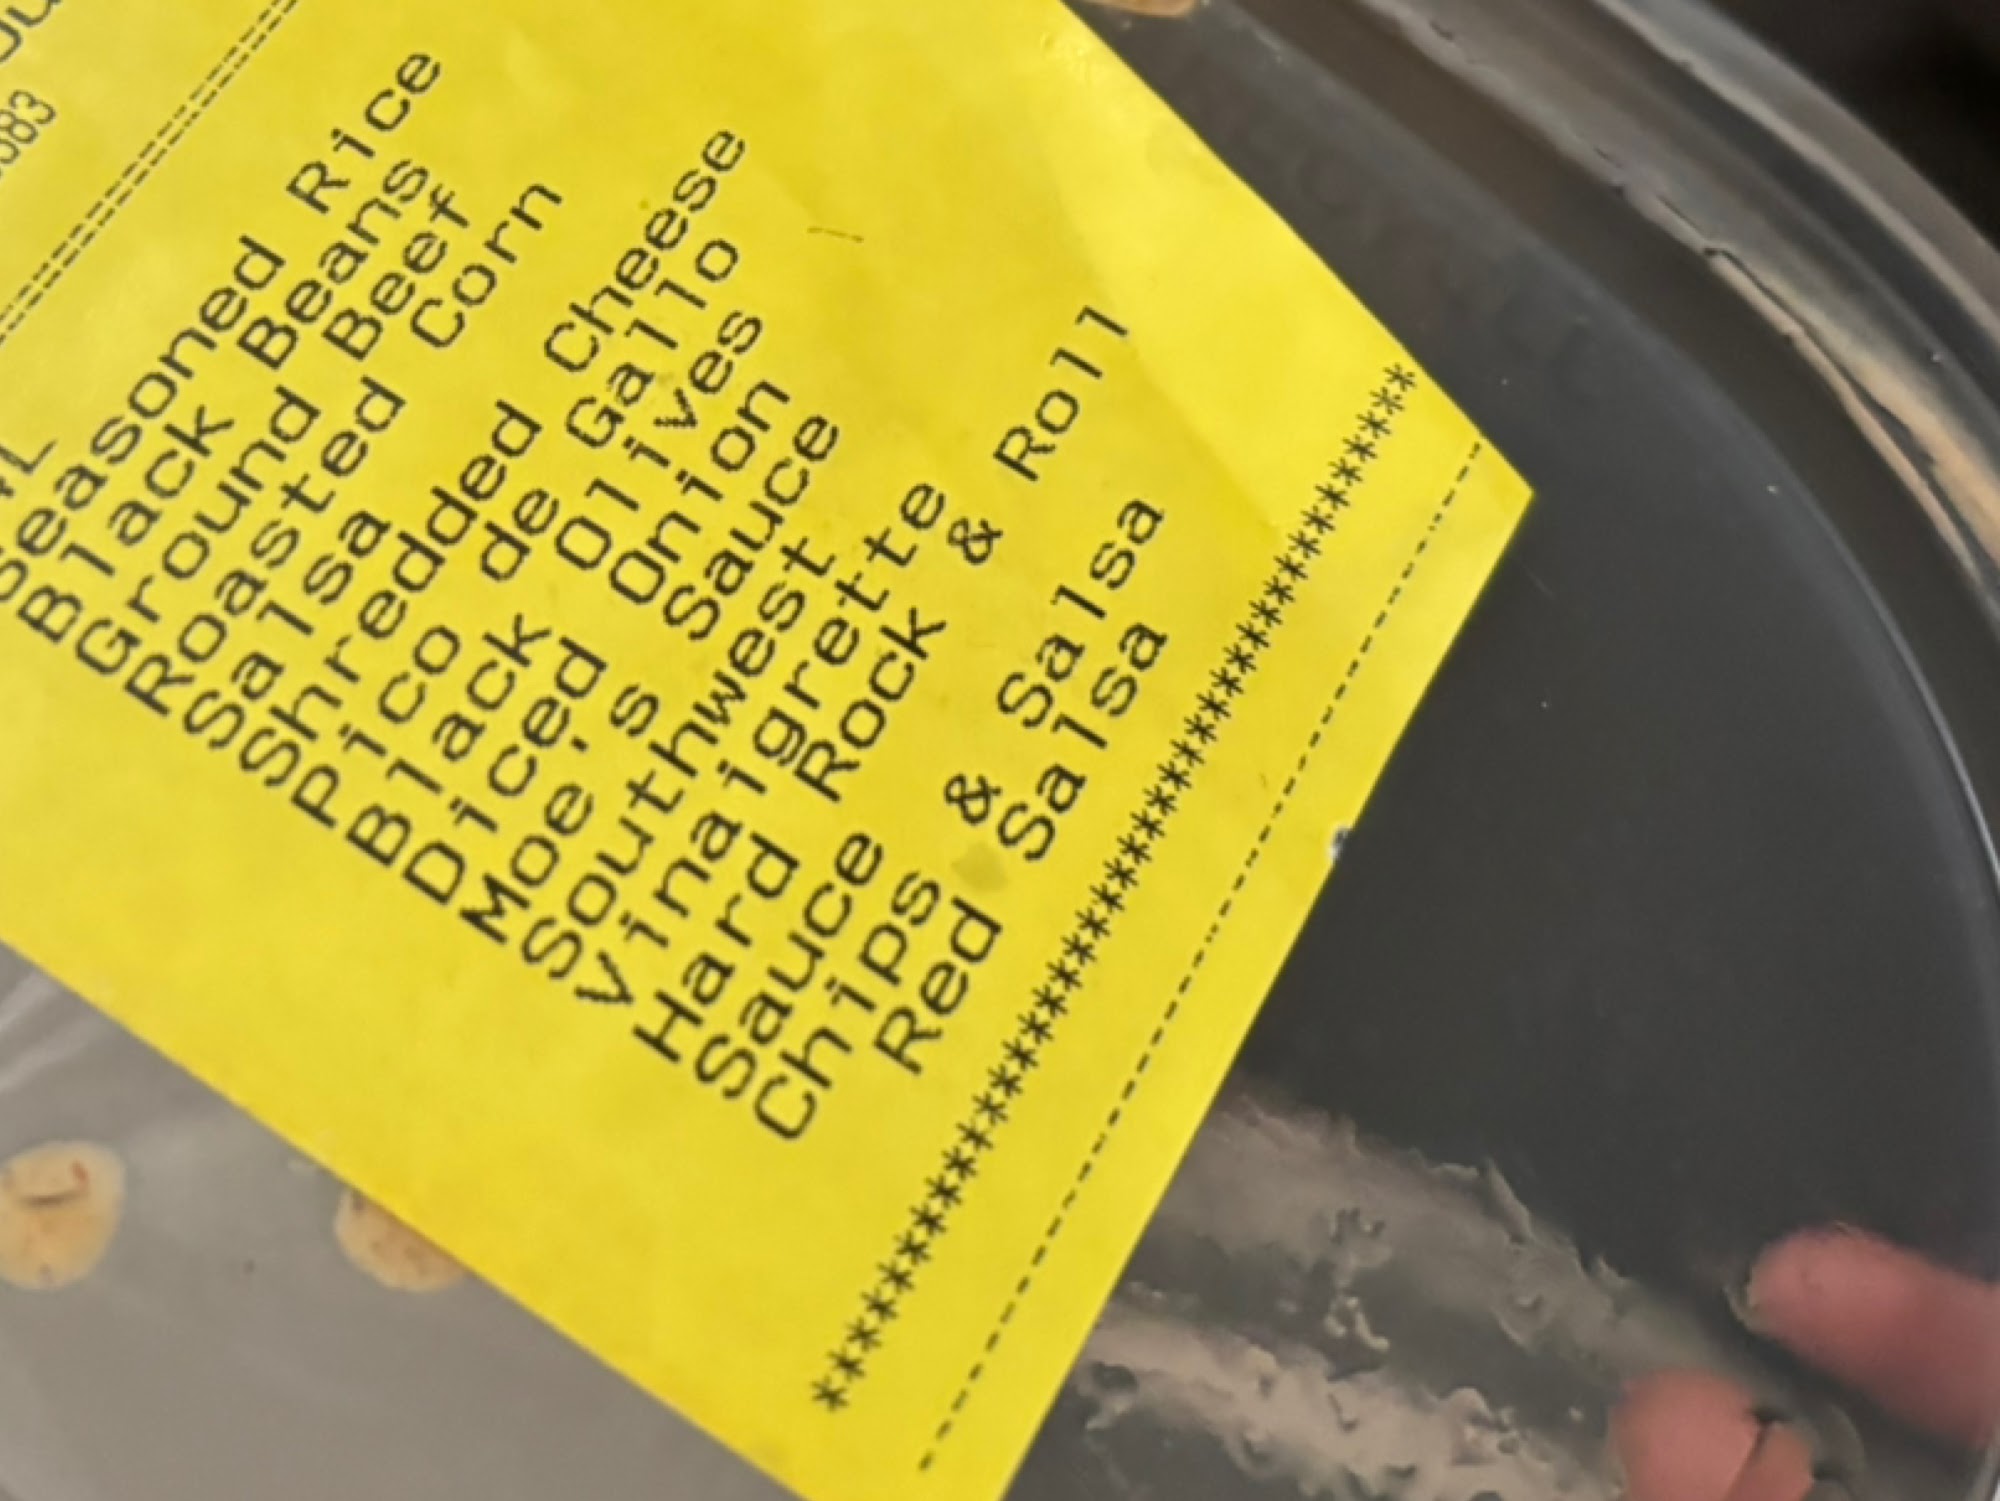 083
Seasoned Rice
Black Beans
Ground Beef
Roasted Corn
Salsa
Shredded Cheese
Pico de Gallo
Black Olives
Diced Onion
Moe's Sauce
Southwest
Vinaigrette
Hard Rock & Roll
Sauce
Chips & Salsa
Red Salsa
****************************************